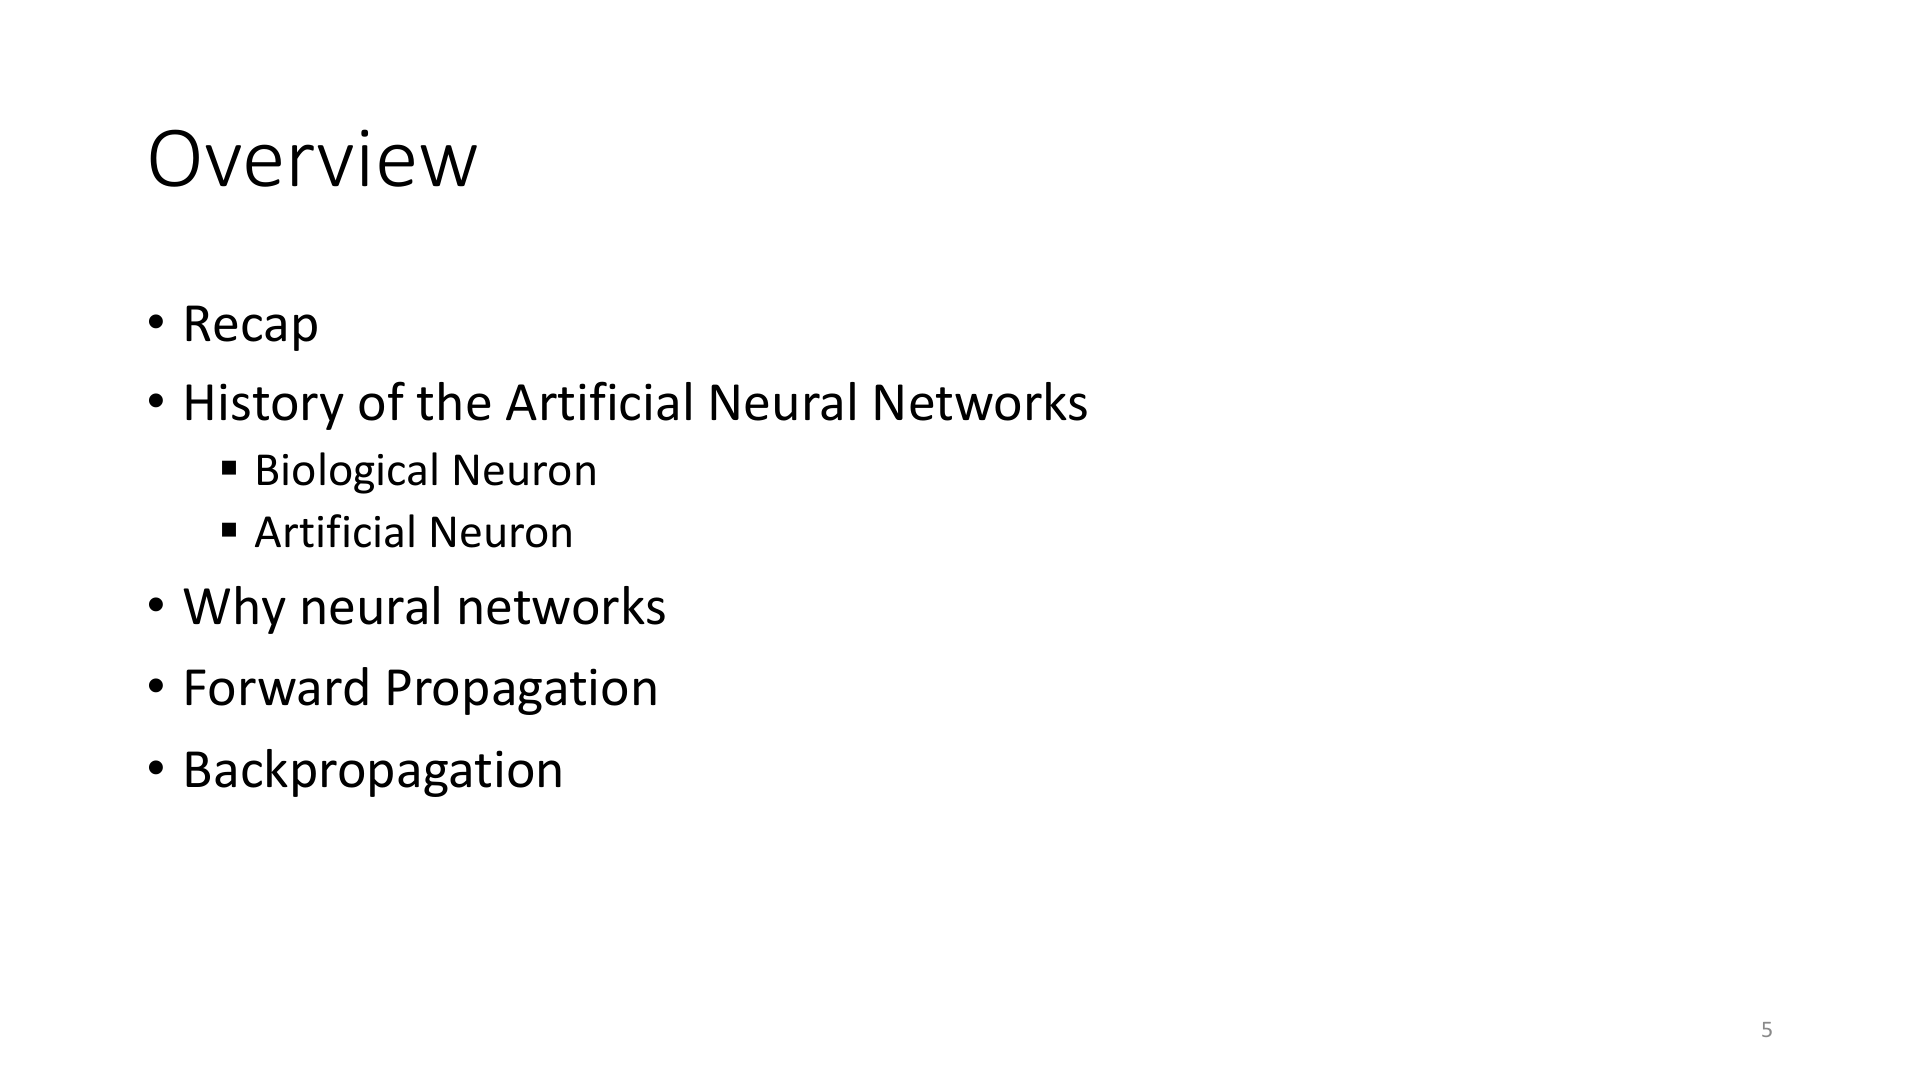 Overview
• Recap
• History of the Artificial Neural Networks
▪ Biological Neuron
▪ Artificial Neuron
• Why neural networks
• Forward Propagation
• Backpropagation
5